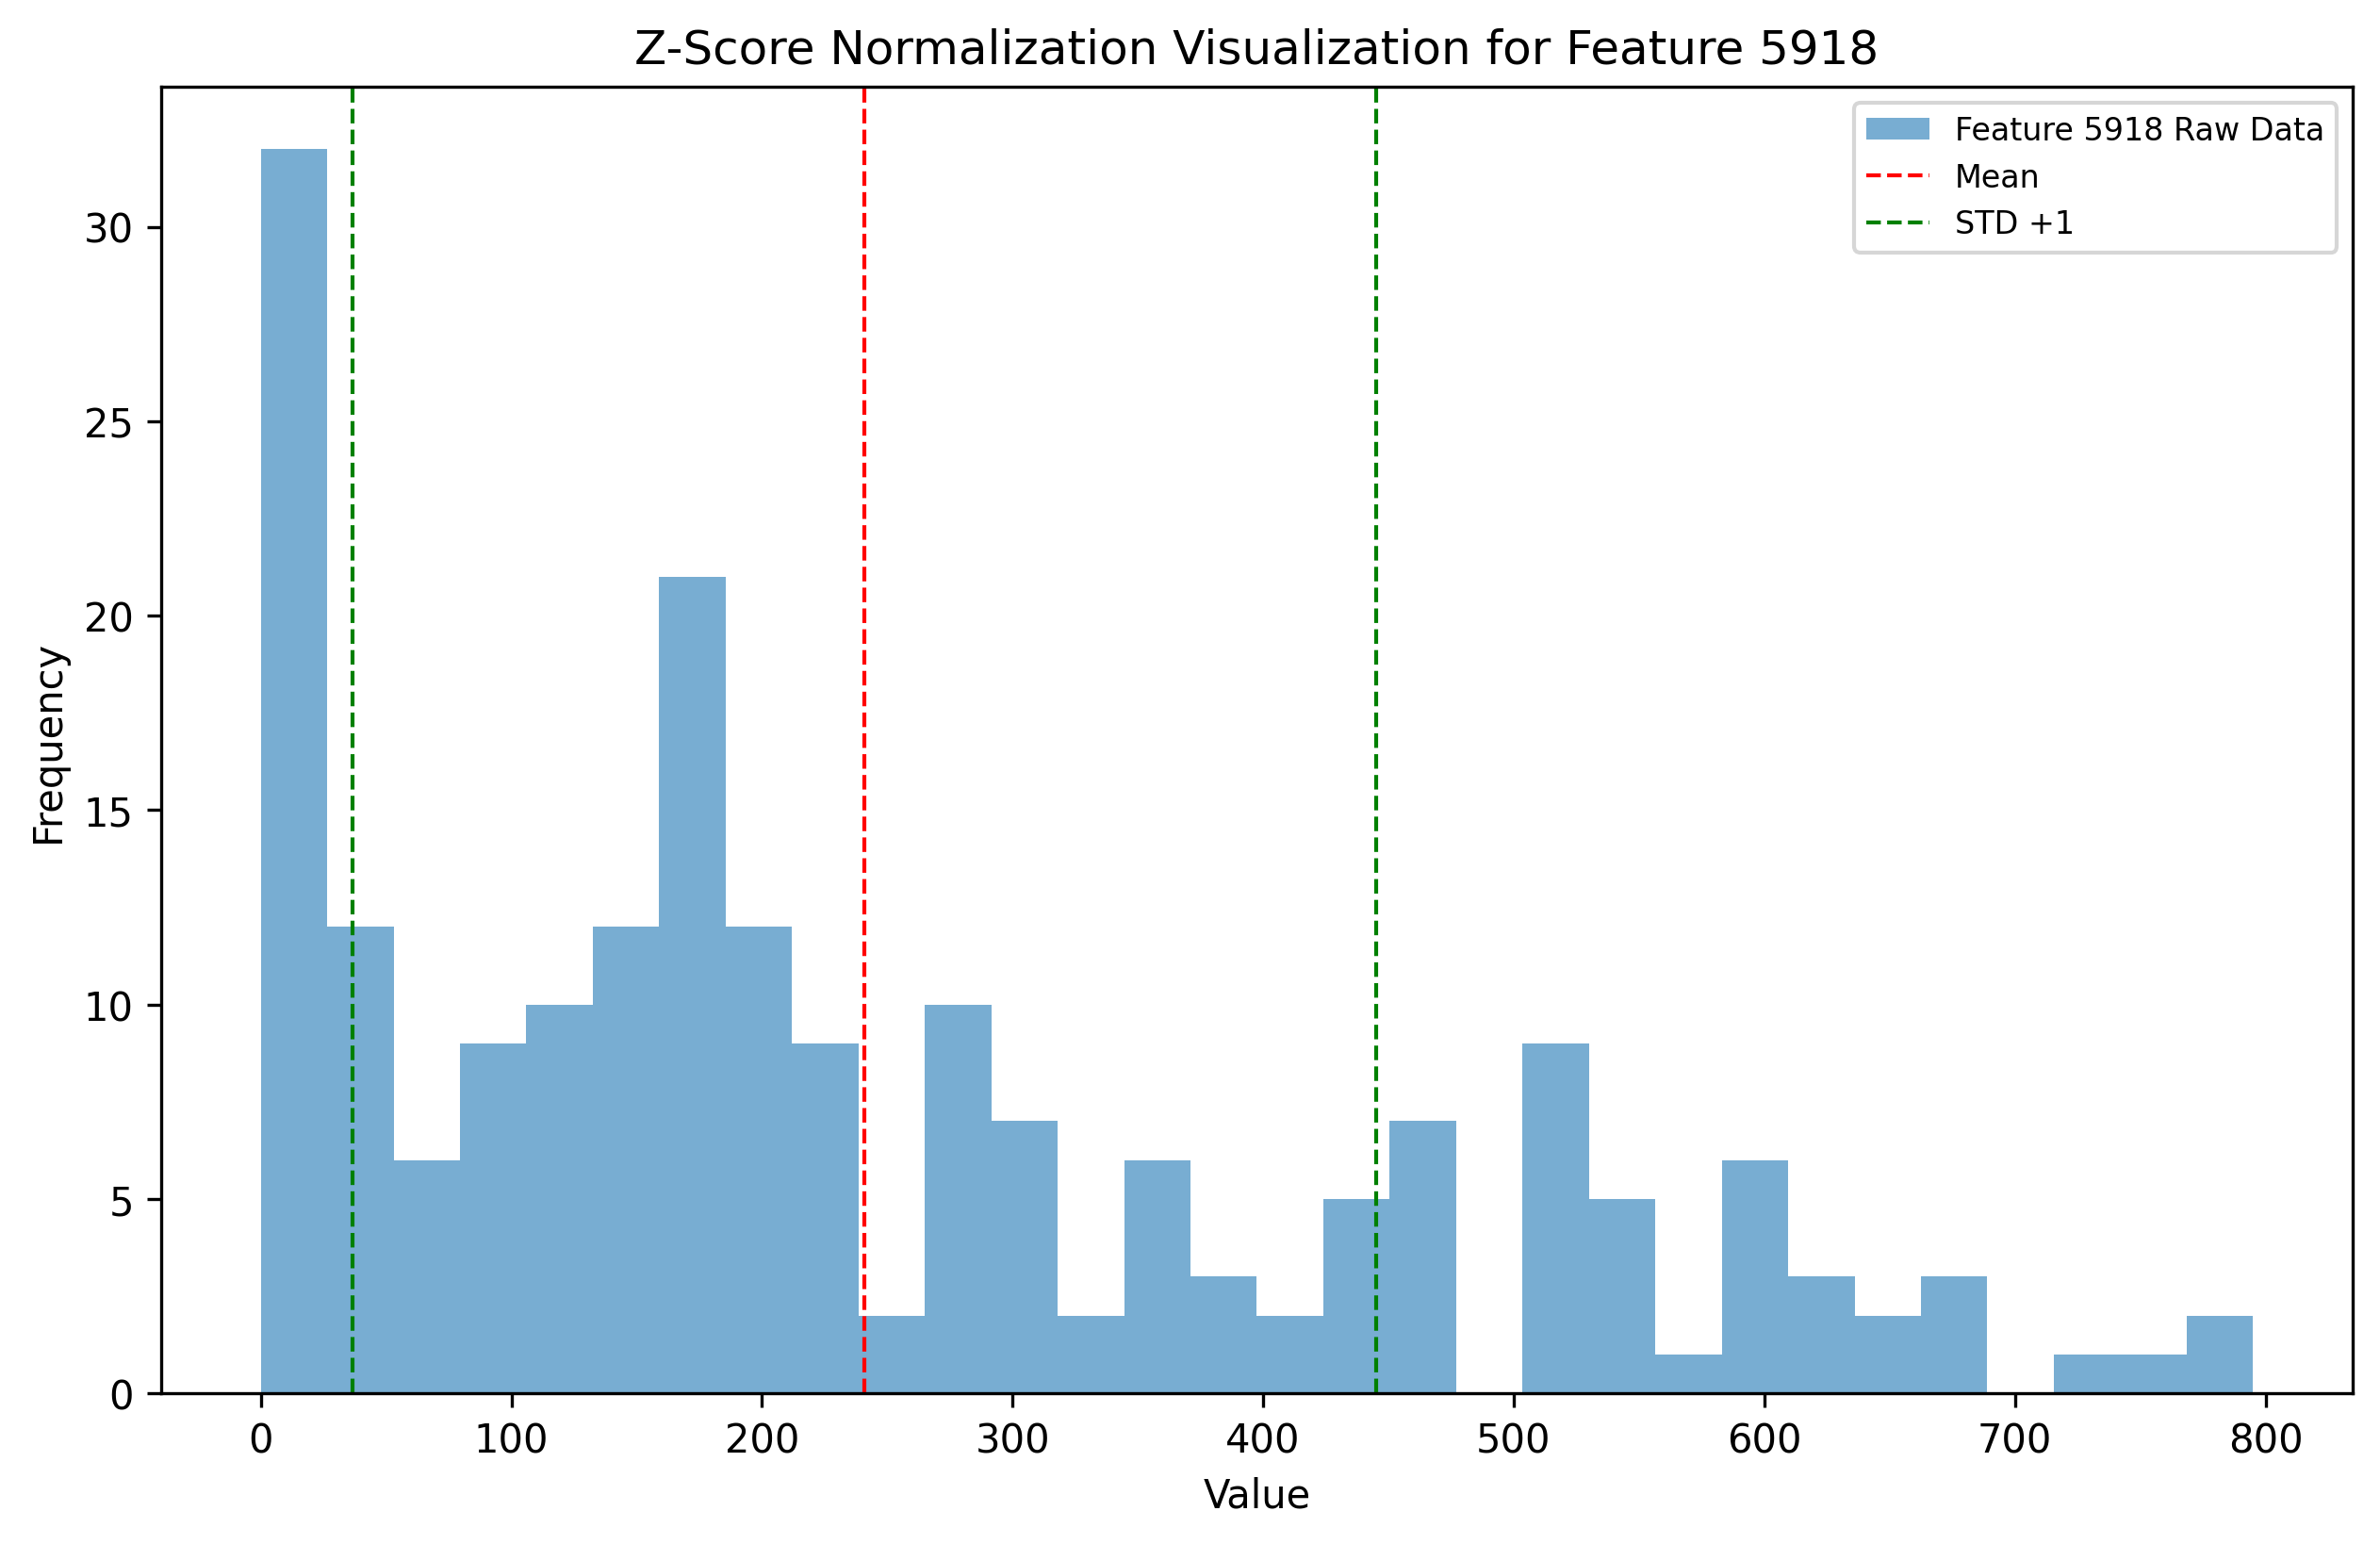 Z-Score Normalization Visualization for Feature 5918
Feature 5918 Raw Data
Mean
STD +1
Frequency
30
25
20
15
10
5
0
0 100 200 300 400 500 600 700 800
Value